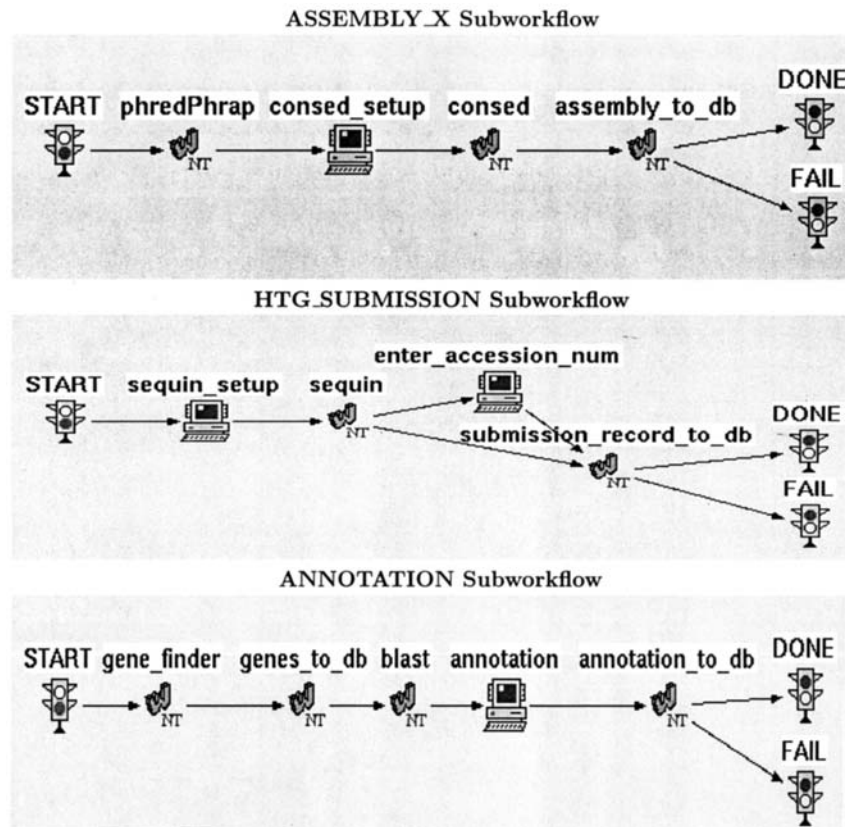 ASSEMBLY_X Subworkflow
DONE
START phredPhrap consed_setup consed assembly_to_db
NT NT NT
FAIL
HTG_SUBMISSION Subworkflow
enter_accession_num
START sequin_setup sequin
DONE
submission_record_to_db
NT
NT
FAIL
ANNOTATION Subworkflow
DONE
START gene_finder genes_to_db blast annotation annotation_to_db
NT NT NT NT
FAIL